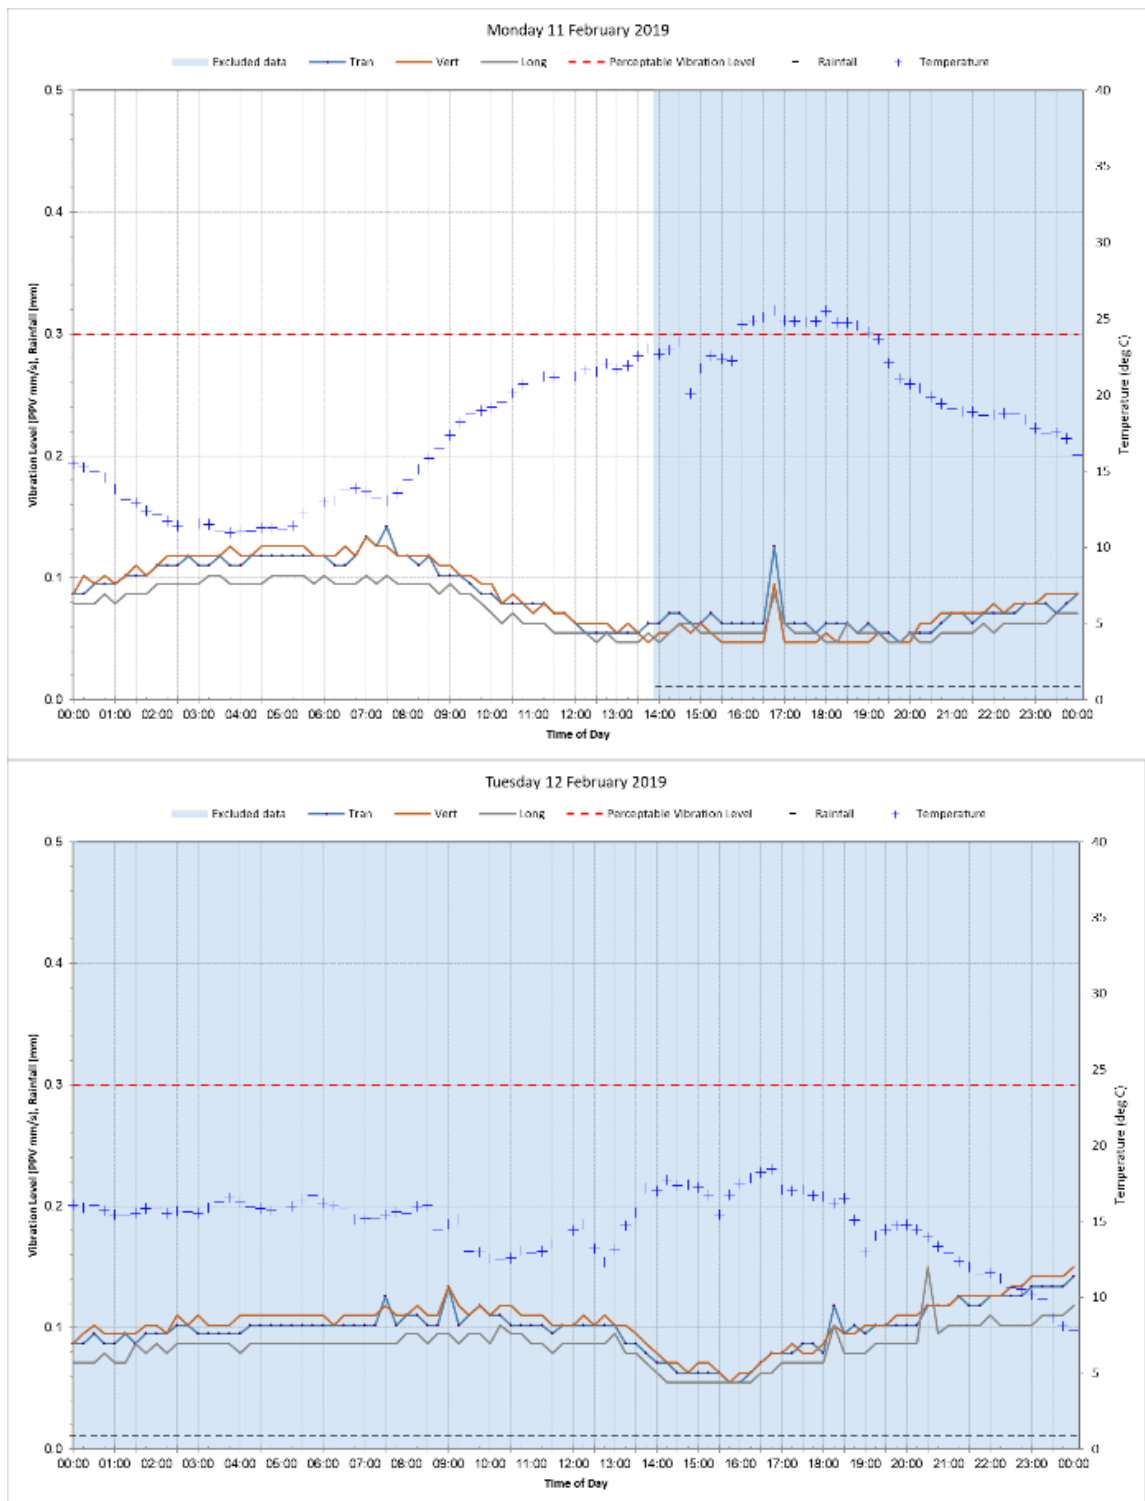 Monday 11 February 2019
Excluded data Tran Vert Long Perceptable Vibration Level Rainfall Temperature
0.5
0.4
0.3
0.2
0.1
0.0
40
35
30
25
20
15
10
5
0
Vibration Level [PPV mm/s], Rainfall [mm]
Temperature (deg C)
00:00 01:00 02:00 03:00 04:00 05:00 06:00 07:00 08:00 09:00 10:00 11:00 12:00 13:00 14:00 15:00 16:00 17:00 18:00 19:00 20:00 21:00 22:00 23:00 00:00
Time of Day
Tuesday 12 February 2019
Excluded data Tran Vert Long Perceptable Vibration Level Rainfall Temperature
0.5
0.4
0.3
0.2
0.1
0.0
40
35
30
25
20
15
10
5
0
Vibration Level [PPV mm/s], Rainfall [mm]
Temperature (deg C)
00:00 01:00 02:00 03:00 04:00 05:00 06:00 07:00 08:00 09:00 10:00 11:00 12:00 13:00 14:00 15:00 16:00 17:00 18:00 19:00 20:00 21:00 22:00 23:00 00:00
Time of Day